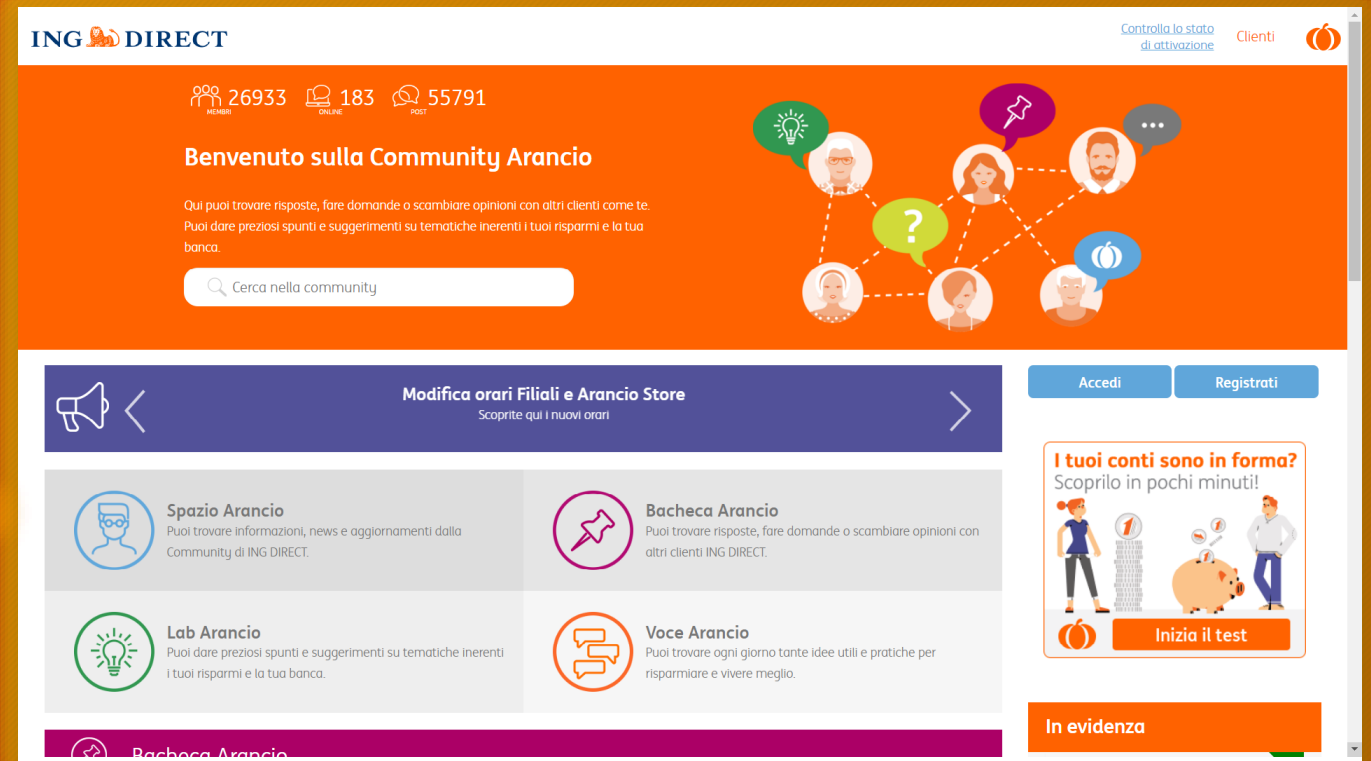 ING DIRECT
Controlla lo stato
di attivazione
Clienti
26933
MEMBRI
183
ONLINE
55791
POST
Benvenuto sulla Community Arancio
Qui puoi trovare risposte, fare domande o scambiare opinioni con altri clienti come te.
Puoi dare preziosi spunti e suggerimenti su tematiche inerenti i tuoi risparmi e la tua
banca.
Cerca nella community
?
Modifica orari Filiali e Arancio Store
Scoprite qui i nuovi orari
Accedi
Registrati
Spazio Arancio
Puoi trovare informazioni, news e aggiornamenti dalla
Community di ING DIRECT.
Bacheca Arancio
Puoi trovare risposte, fare domande o scambiare opinioni con
altri clienti ING DIRECT.
Lab Arancio
Puoi dare preziosi spunti e suggerimenti su tematiche inerenti
i tuoi risparmi e la tua banca.
Voce Arancio
Puoi trovare ogni giorno tante idee utili e pratiche per
risparmiare e vivere meglio.
I tuoi conti sono in forma?
Scoprilo in pochi minuti!
1
1
%
1
Inizia il test
In evidenza
Bacheca Arancio